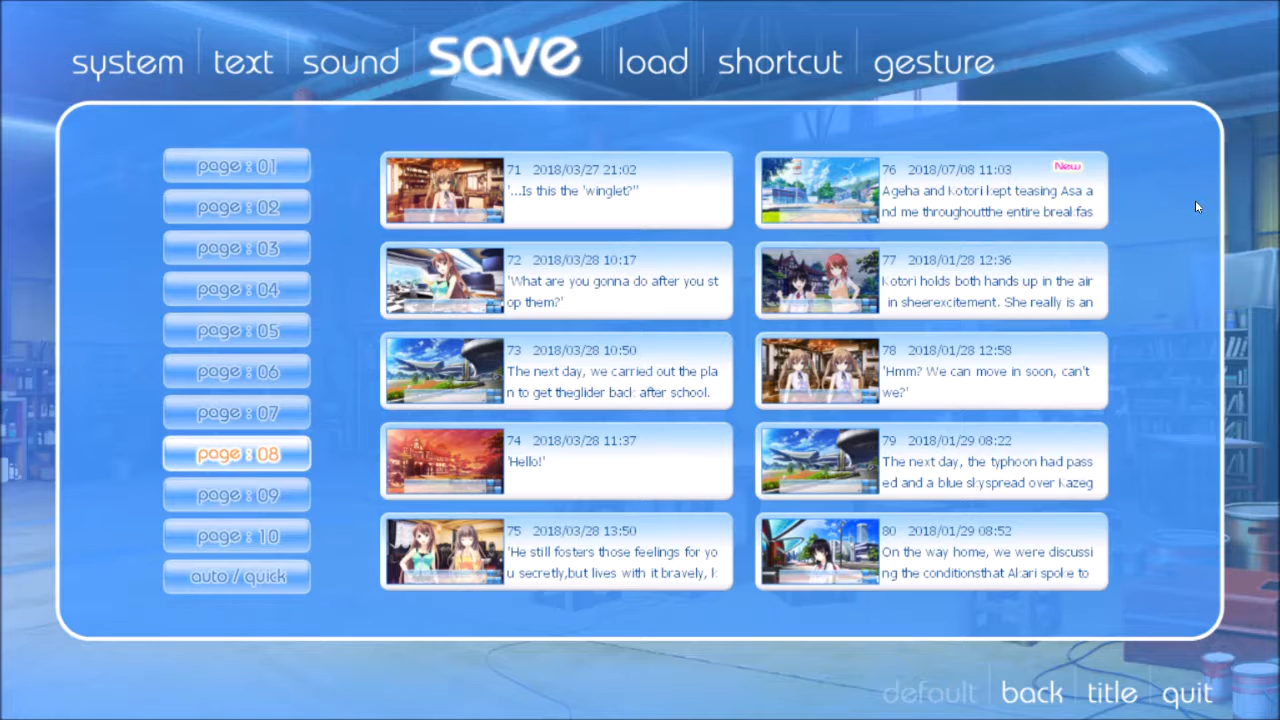 system text sound save load shortcut gesture
page : 01
page : 02
page : 03
page : 04
page : 05
page : 06
page : 07
page : 08
page : 09
page : 10
auto / quick
71 2018/03/27 21:02
'...Is this the 'winglet?''
72 2018/03/28 10:17
'What are you gonna do after you st
op them?'
73 2018/03/28 10:50
The next day, we carried out the pla
n to get theglider back after school.
74 2018/03/28 11:37
'Hello!'
75 2018/03/28 13:50
'He still fosters those feelings for yo
u secretly,but lives with it bravely, k
76 2018/07/08 11:03 New
Ageha and Kotori kept teasing Asa a
nd me throughoutthe entire breakfas
77 2018/01/28 12:36
Kotori holds both hands up in the air
in sheerexcitement. She really is an
78 2018/01/28 12:58
'Hmm? We can move in soon, can't
we?'
79 2018/01/29 08:22
The next day, the typhoon had pass
ed and a blue skyspread over Kazeg
80 2018/01/29 08:52
On the way home, we were discussi
ng the conditionsthat Akari spoke to
default back title quit